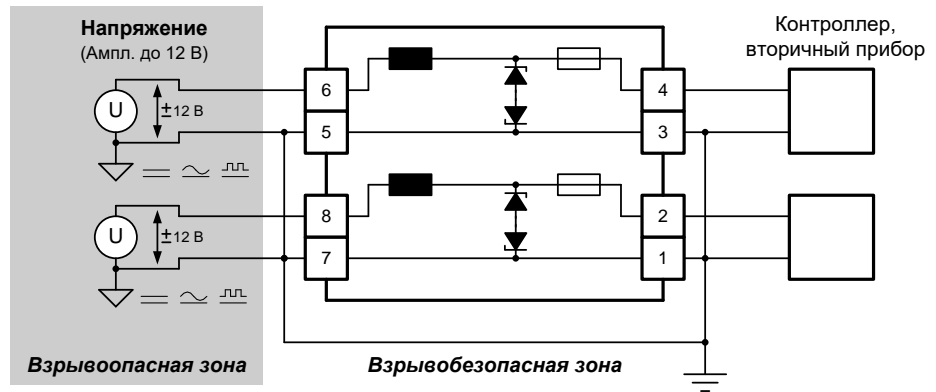 Напряжение
(Ампл. до 12 В)
Контроллер,
вторичный прибор
U
±12 В
6
4
5
3
U
±12 В
8
2
7
1
Взрывоопасная зона
Взрывобезопасная зона